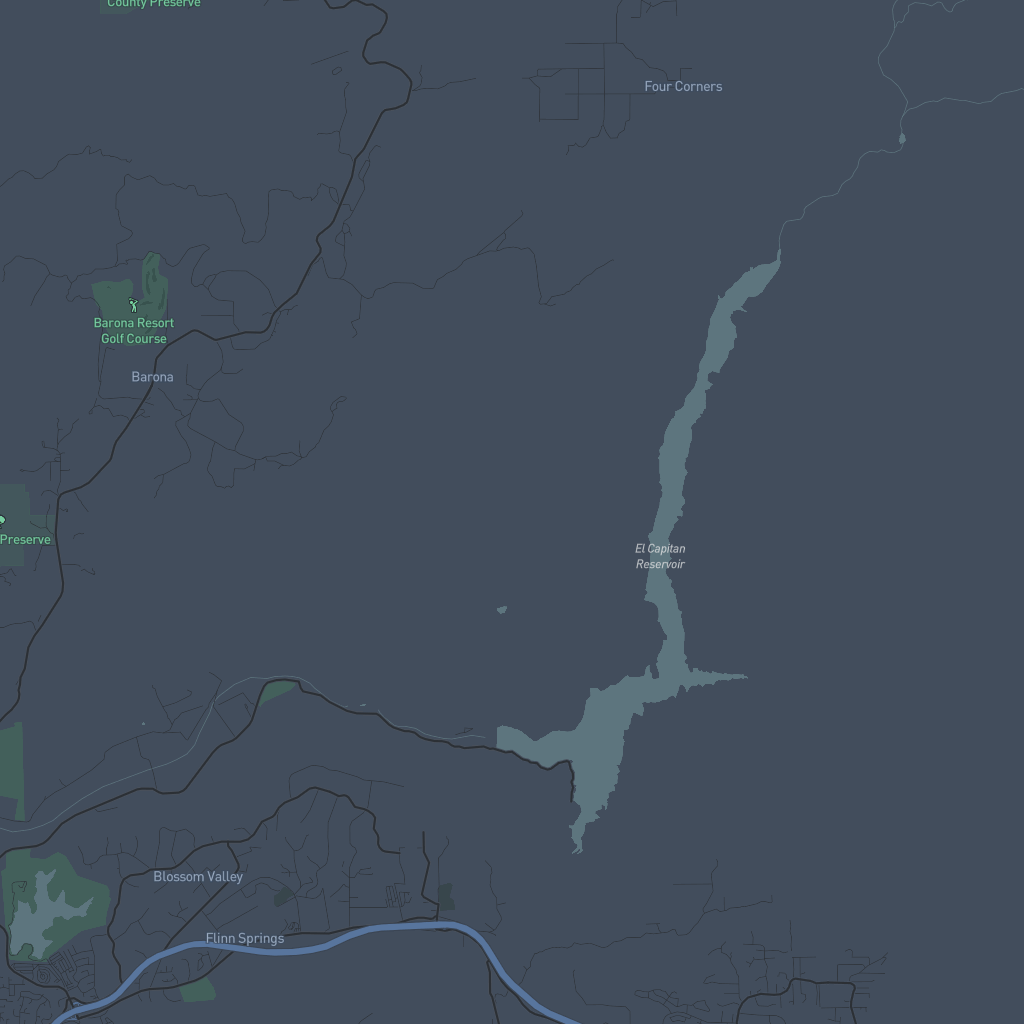 County Preserve
Four Corners
Barona Resort
Golf Course
Barona
Preserve
El Capitan
Reservoir
Blossom Valley
Flinn Springs